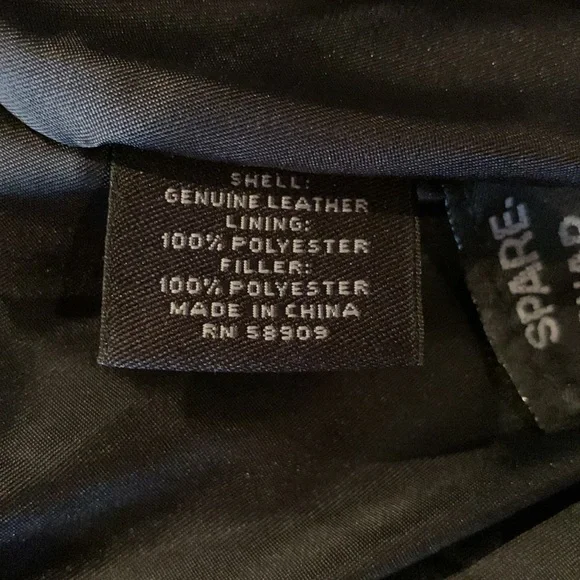 SHELL:
GENUINE LEATHER
LINING:
100% POLYESTER
FILLER:
100% POLYESTER
MADE IN CHINA
RN 58909
SPARE